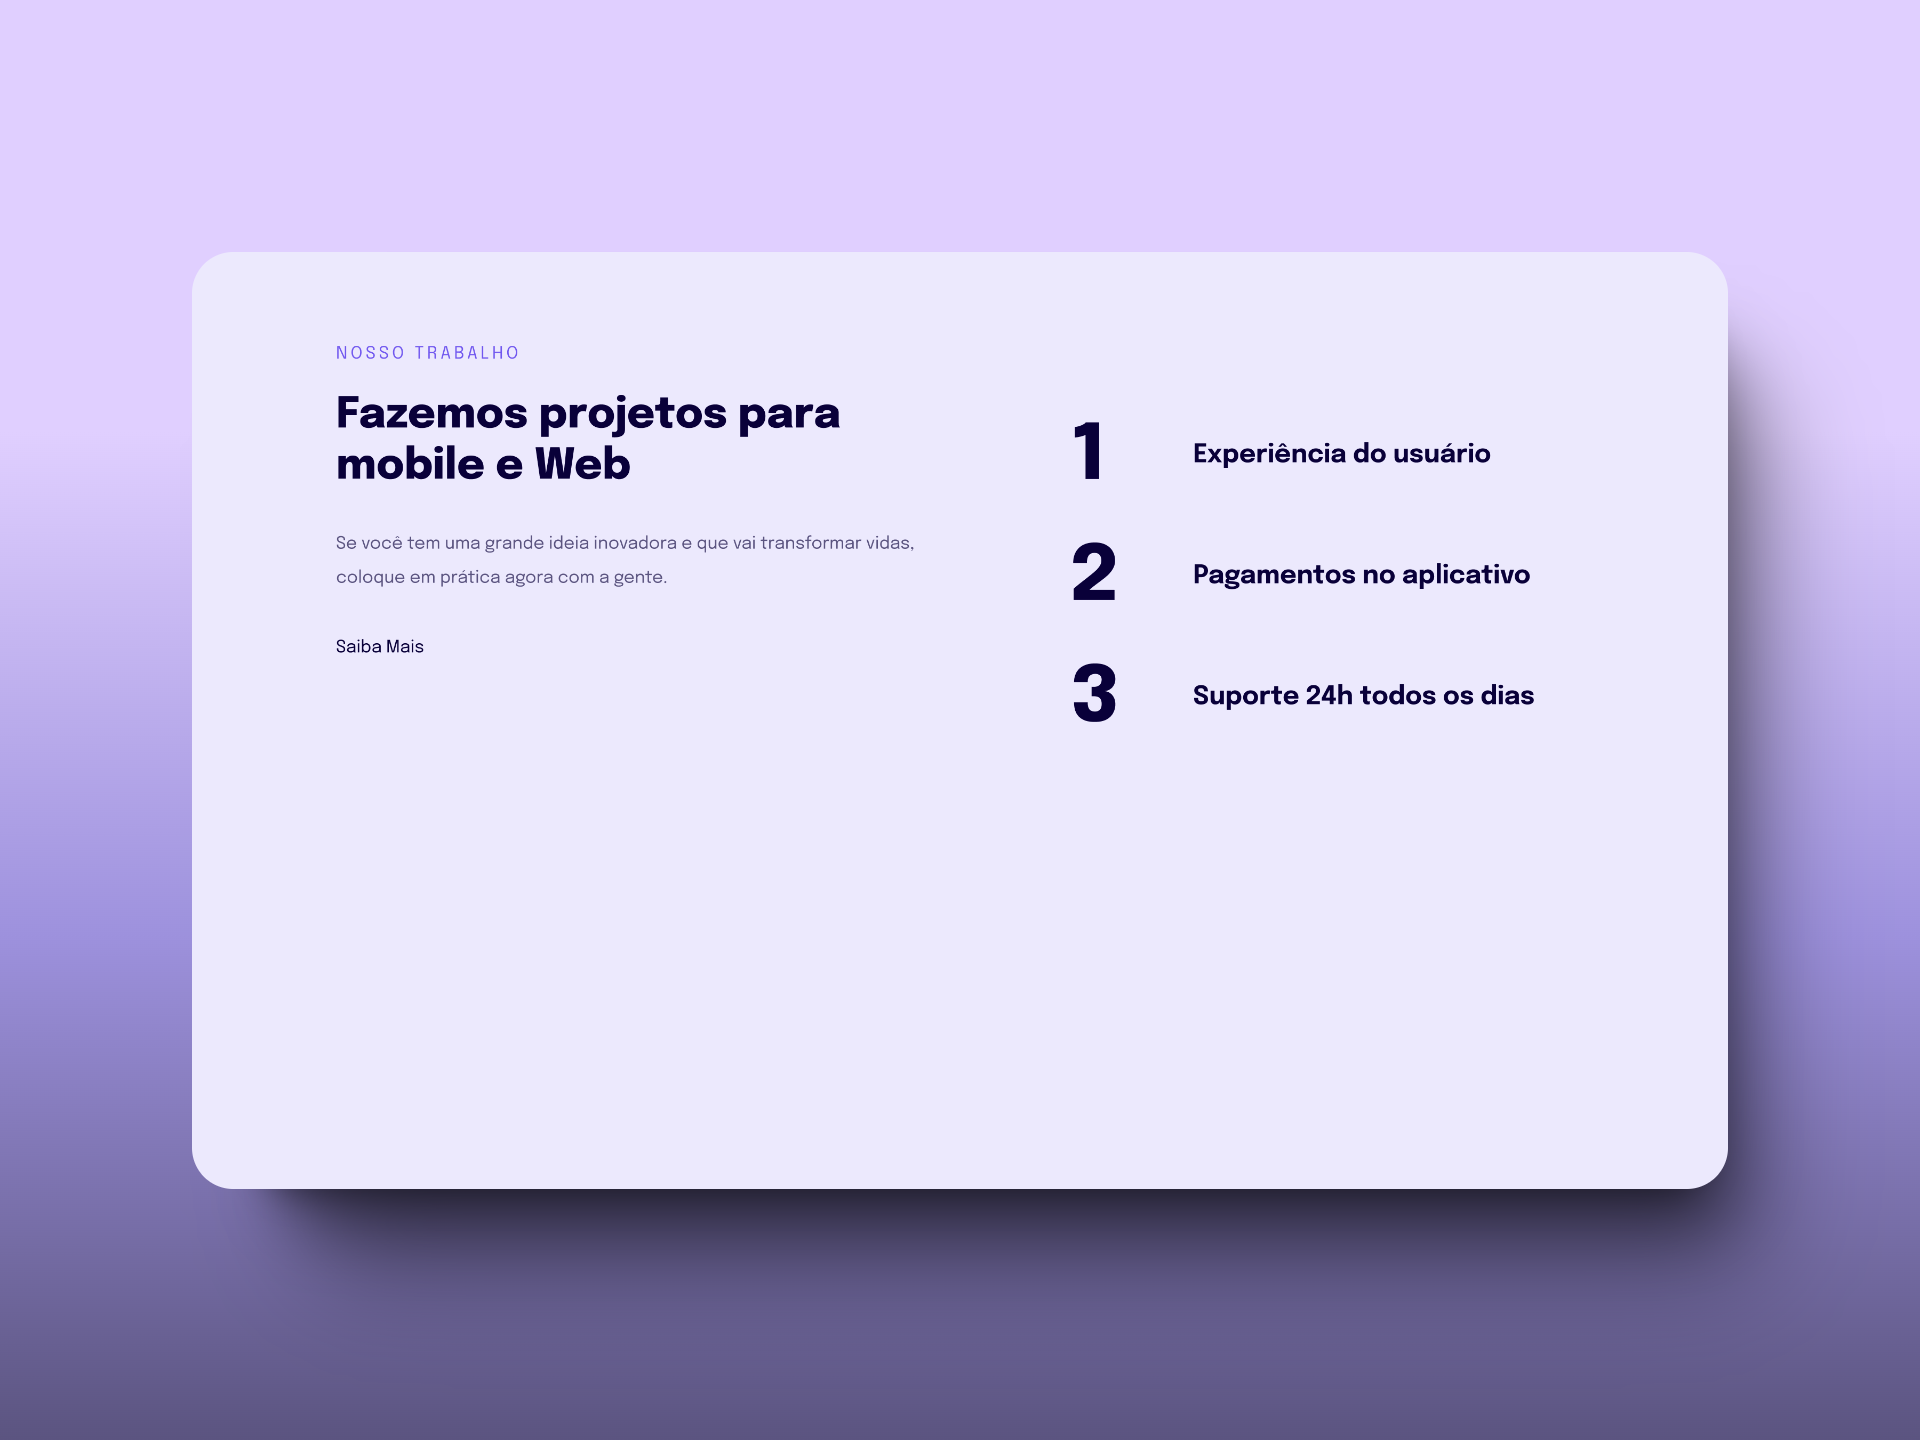 NOSSO TRABALHO
Fazemos projetos para
mobile e Web
Se você tem uma grande ideia inovadora e que vai transformar vidas,
coloque em prática agora com a gente.
Saiba Mais
1 Experiência do usuário
2 Pagamentos no aplicativo
3 Suporte 24h todos os dias